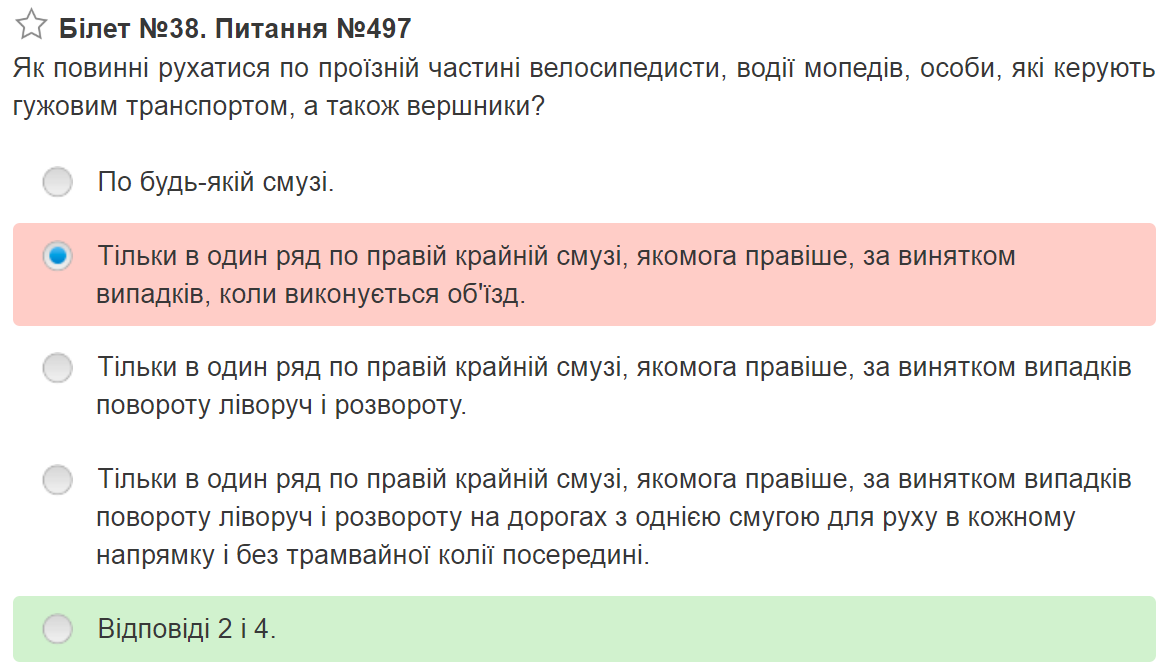 Білет №38. Питання №497
Як повинні рухатися по проїзній частині велосипедисти, водії мопедів, особи, які керують
гужовим транспортом, а також вершники?
По будь-якій смузі.
Тільки в один ряд по правій крайній смузі, якомога правіше, за винятком
випадків, коли виконується об'їзд.
Тільки в один ряд по правій крайній смузі, якомога правіше, за винятком випадків
повороту ліворуч і розвороту.
Тільки в один ряд по правій крайній смузі, якомога правіше, за винятком випадків
повороту ліворуч і розвороту на дорогах з однією смугою для руху в кожному
напрямку і без трамвайної колії посередині.
Відповіді 2 і 4.